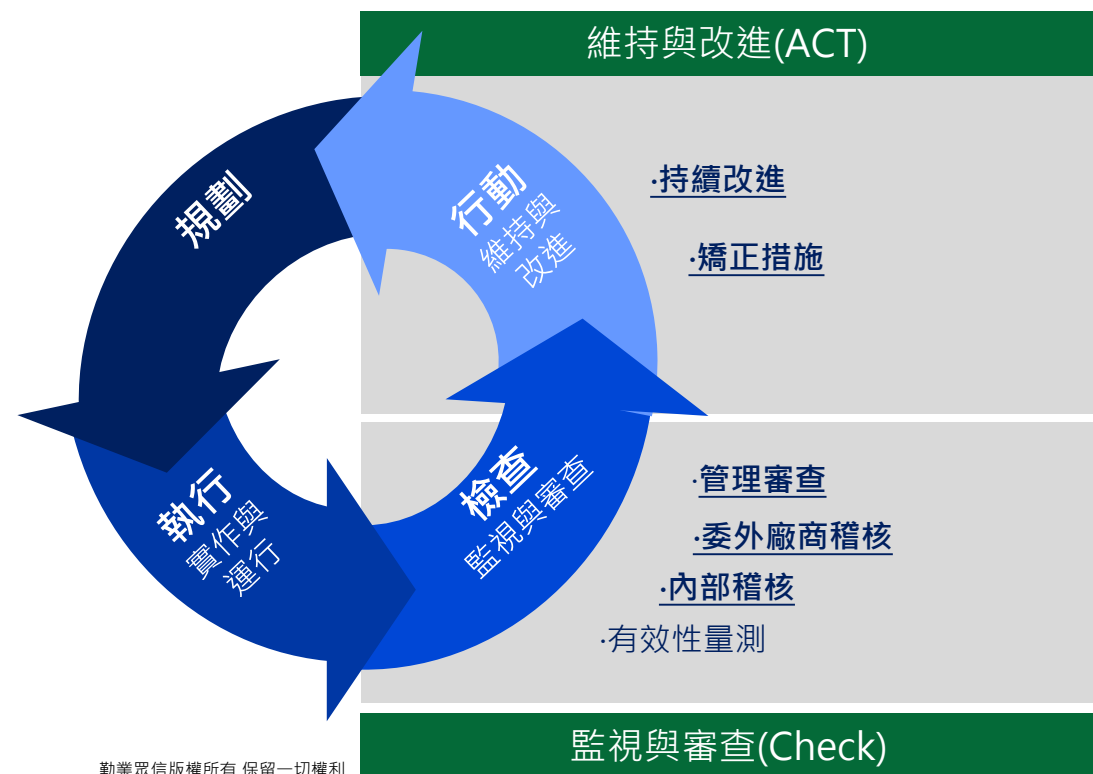 維持與改進(ACT)
規劃
行動
維持與
改進
·持續改進
·矯正措施
執行
實作與
運行
檢查
監視與審查
·管理審查
·委外廠商稽核
·內部稽核
·有效性量測
監視與審查(Check)
勤業眾信版權所有 保留一切權利